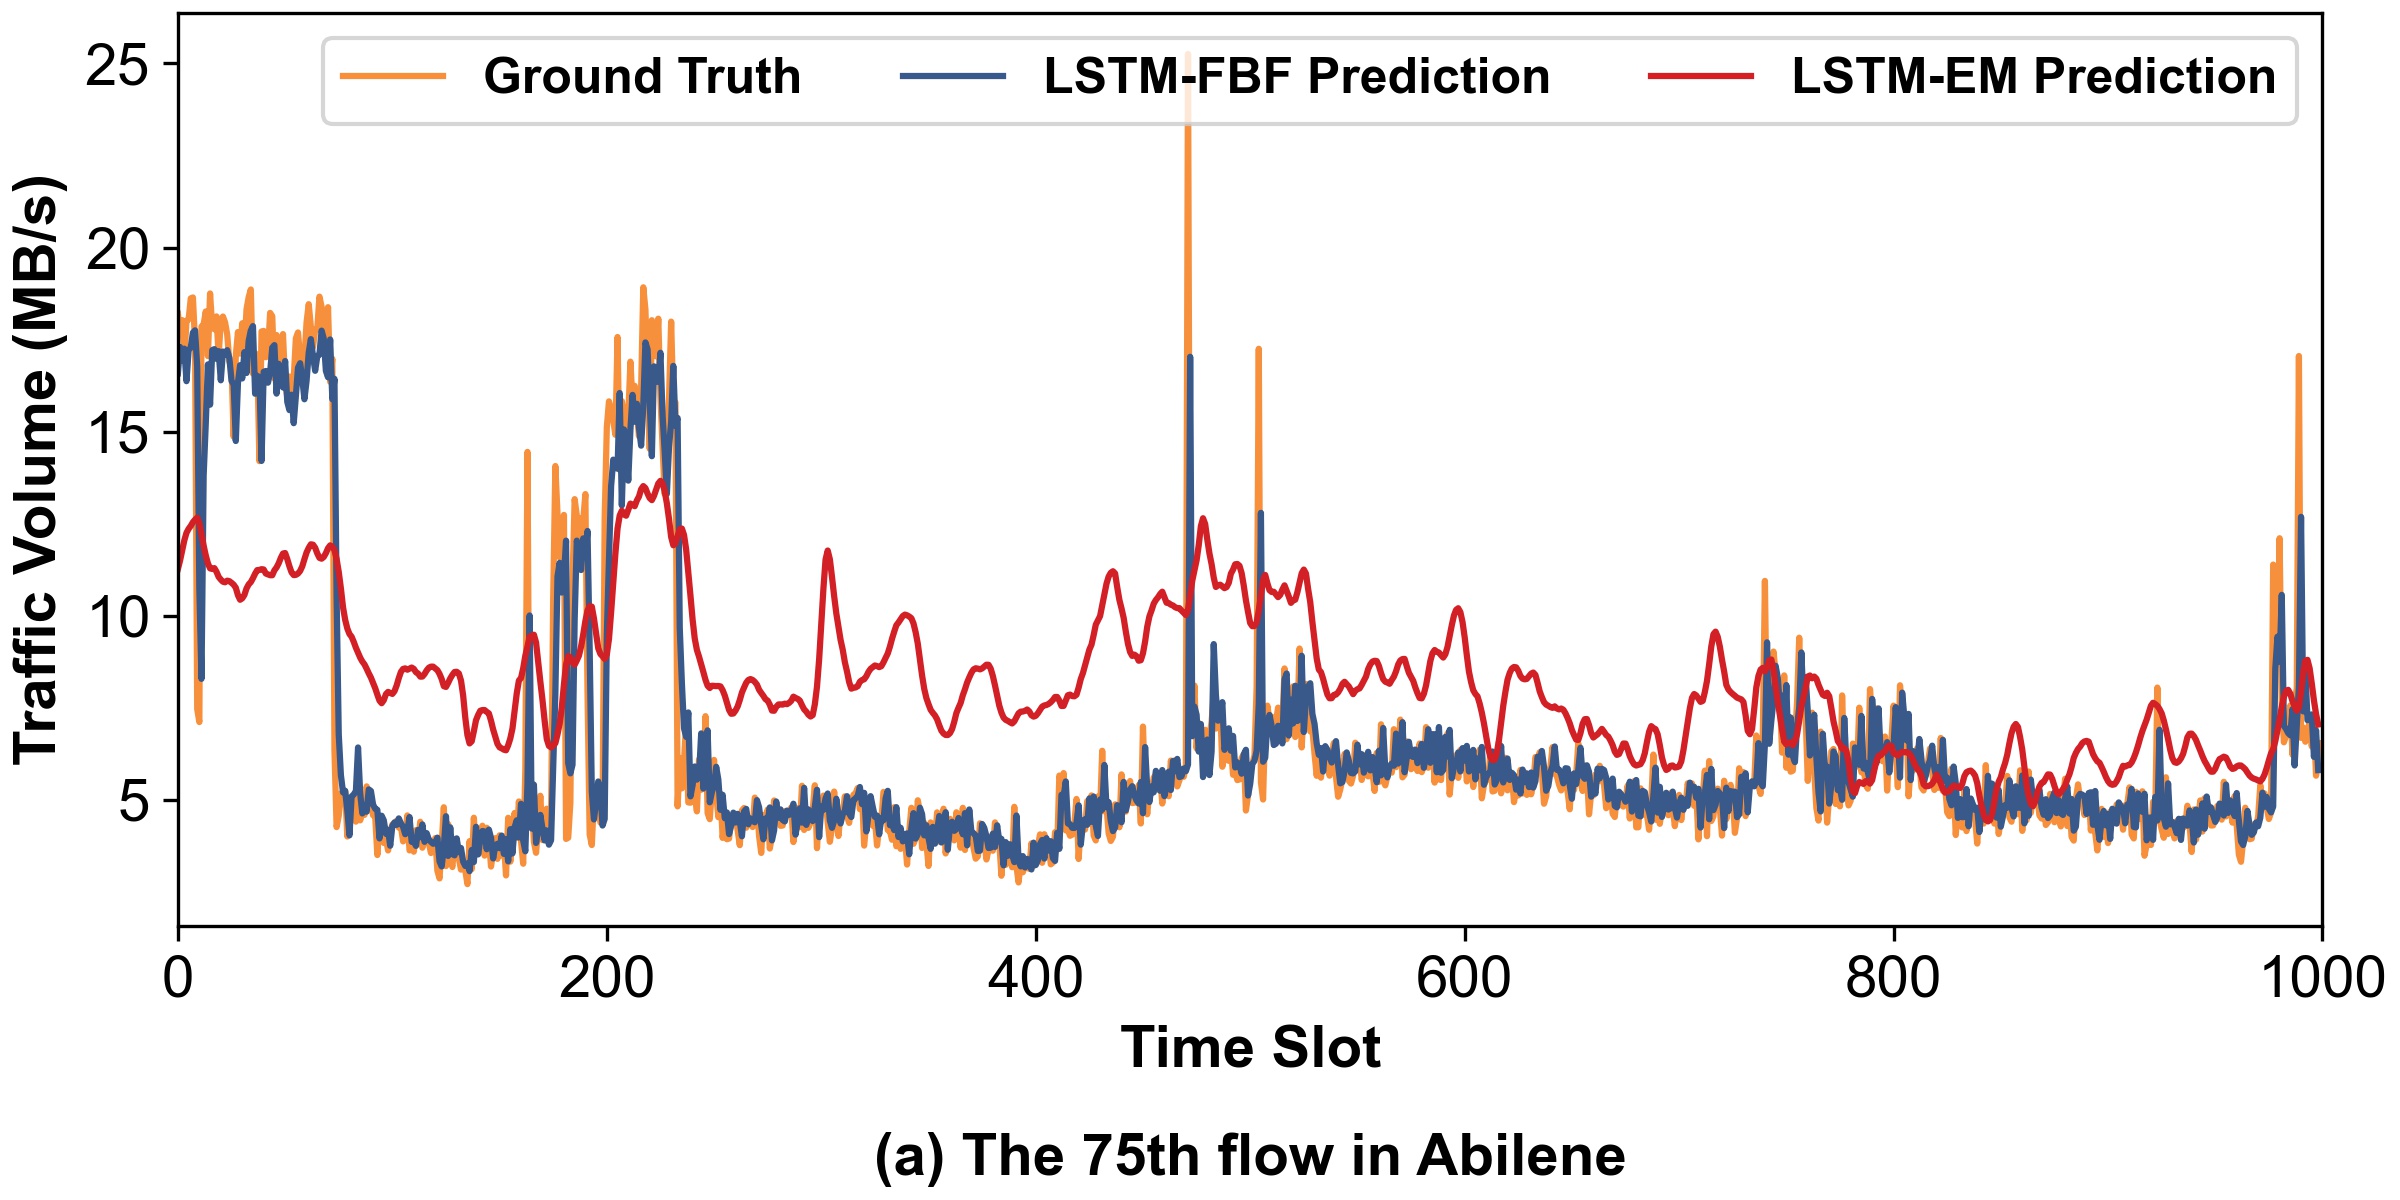 Ground Truth LSTM-FBF Prediction LSTM-EM Prediction
Traffic Volume (MB/s)
25
20
15
10
5
0 200 400 600 800 1000
Time Slot
(a) The 75th flow in Abilene